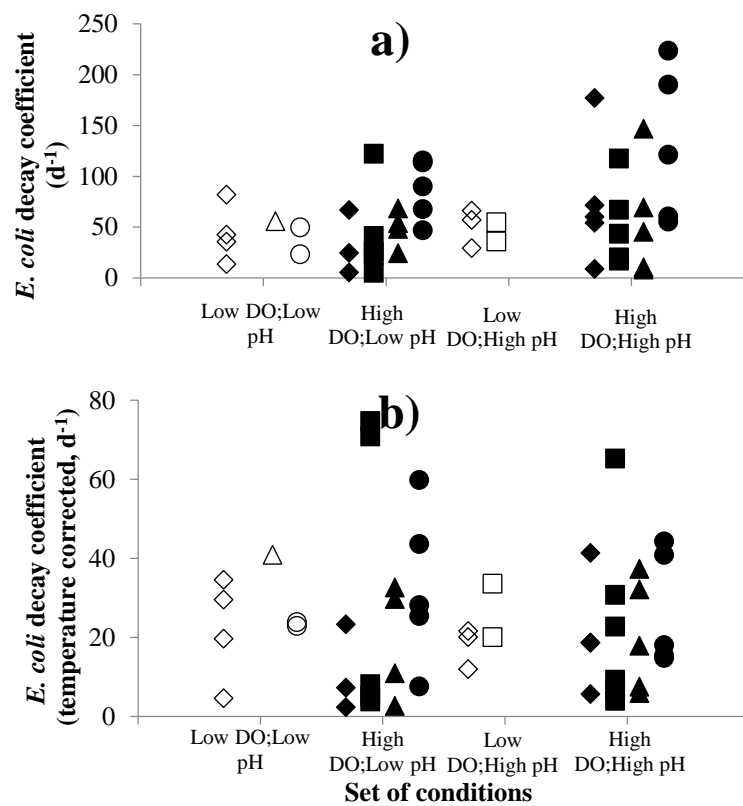 a)
E. coli decay coefficient
(d-1)
250
200
150
100
50
0
Low DO;Low
pH
High
DO;Low pH
Low
DO;High pH
High
DO;High pH
b)
E. coli decay coefficient
(temperature corrected, d-1)
80
60
40
20
0
Low DO;Low
pH
High
DO;Low pH
Low
DO;High pH
High
DO;High pH
Set of conditions